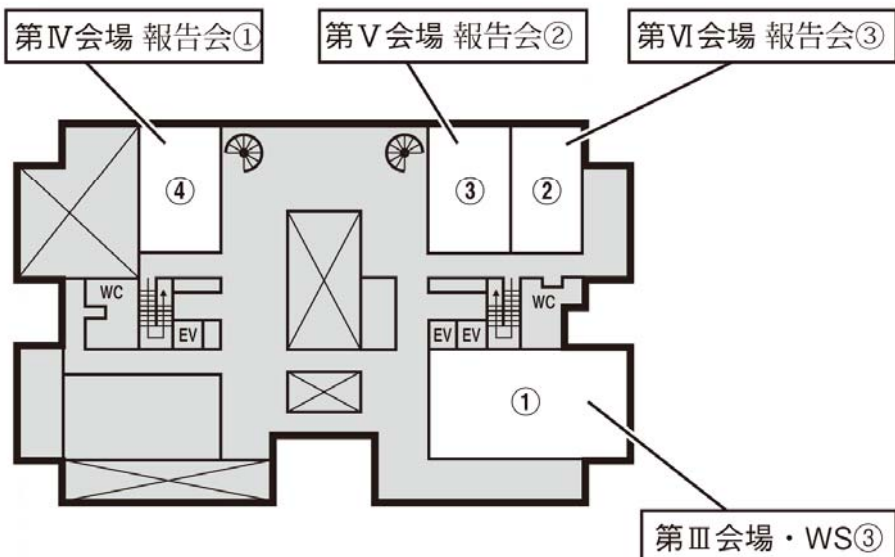 第Ⅳ会場 報告会①
第Ⅴ会場 報告会②
第Ⅵ会場 報告会③
④
③
②
WC
EV
EV
EV
WC
①
第Ⅲ会場・WS③